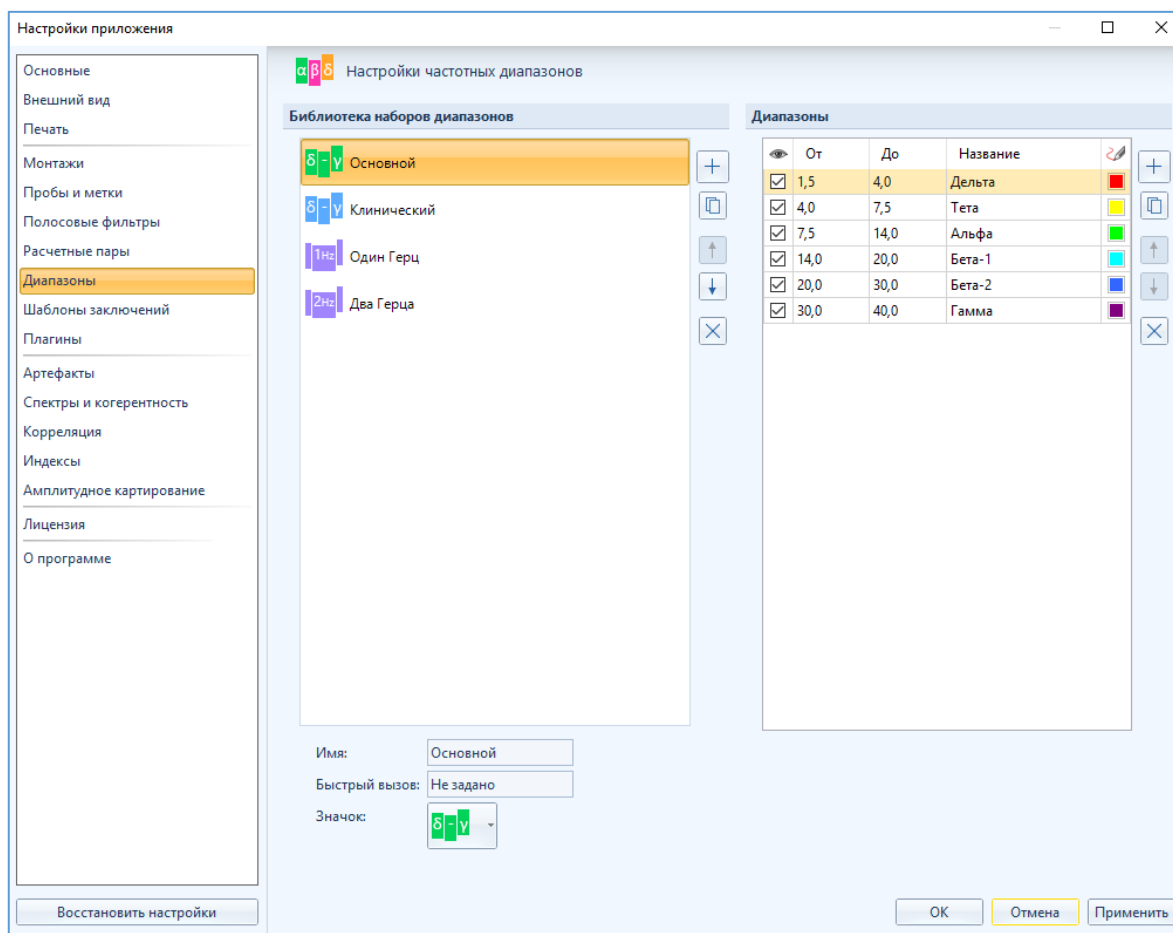 Настройки приложения
Основные
Внешний вид
Печать
Монтажи
Пробы и метки
Полосовые фильтры
Расчетные пары
Диапазоны
Шаблоны заключений
Плагины
Артефакты
Спектры и когерентность
Корреляция
Индексы
Амплитудное картирование
Лицензия
О программе
Восстановить настройки
α β δ Настройки частотных диапазонов
Библиотека наборов диапазонов
δ - γ Основной
δ - γ Клинический
1Hz Один Герц
2Hz Два Герца
Имя: Основной
Быстрый вызов: Не задано
Значок: δ - γ
Диапазоны
От До Название
1,5 4,0 Дельта
4,0 7,5 Тета
7,5 14,0 Альфа
14,0 20,0 Бета-1
20,0 30,0 Бета-2
30,0 40,0 Гамма
ОК Отмена Применить